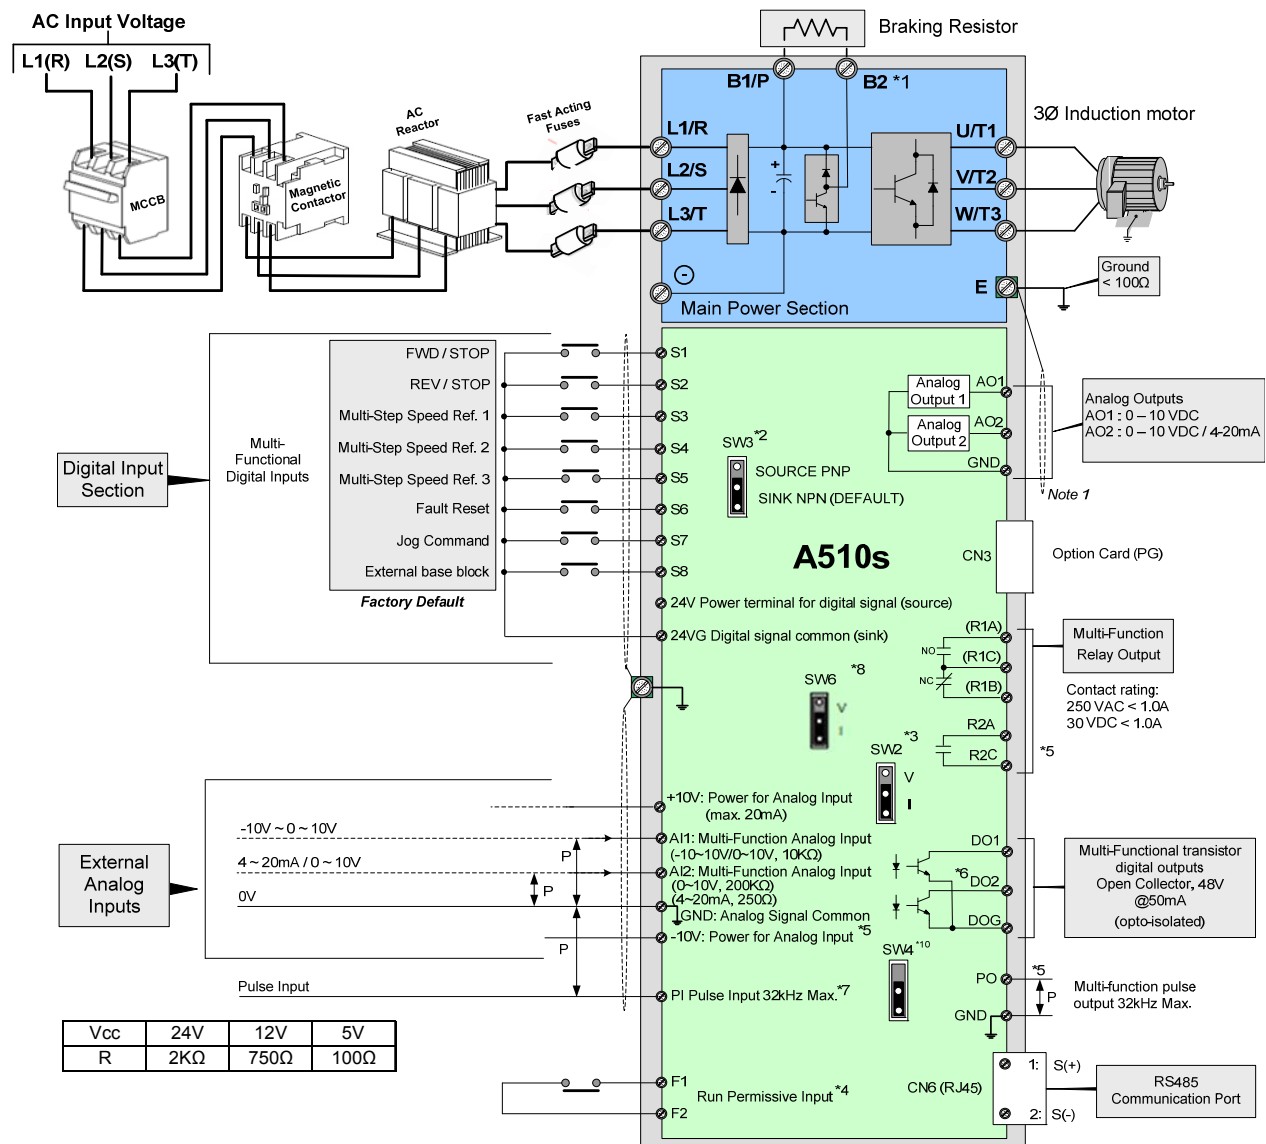 AC Input Voltage
L1(R) L2(S) L3(T)
MCCB
Magnetic
Contactor
AC
Reactor
Fast Acting
Fuses
Braking Resistor
B1/P
B2 *1
L1/R
L2/S
L3/T
+
-
U/T1
V/T2
W/T3
3Ø Induction motor
-
E
Main Power Section
Ground
< 100Ω
Digital Input
Section
Multi-
Functional
Digital Inputs
FWD / STOP
REV / STOP
Multi-Step Speed Ref. 1
Multi-Step Speed Ref. 2
Multi-Step Speed Ref. 3
Fault Reset
Jog Command
External base block
Factory Default
S1
S2
S3
S4
S5
S6
S7
S8
24V Power terminal for digital signal (source)
24VG Digital signal common (sink)
SW3 *2
SOURCE PNP
SINK NPN (DEFAULT)
A510s
Analog
Output 1
AO1
Analog
Output 2
AO2
GND
Analog Outputs
AO1 : 0 – 10 VDC
AO2 : 0 – 10 VDC / 4-20mA
Note 1
CN3
Option Card (PG)
(R1A)
NO
(R1C)
NC
(R1B)
R2A
R2C
*5
Multi-Function
Relay Output
Contact rating:
250 VAC < 1.0A
30 VDC < 1.0A
SW6 *8
V
I
SW2 *3
V
I
External
Analog
Inputs
-10V ~ 0 ~ 10V
4 ~ 20mA / 0 ~ 10V
0V
P
P
P
+10V: Power for Analog Input
(max. 20mA)
AI1: Multi-Function Analog Input
(-10~10V/0~10V, 10KΩ)
AI2: Multi-Function Analog Input
(0~10V, 200KΩ)
(4~20mA, 250Ω)
GND: Analog Signal Common
-10V: Power for Analog Input *5
Pulse Input
PI Pulse Input 32kHz Max.*7
DO1
*6
DO2
DOG
Multi-Functional transistor
digital outputs
Open Collector, 48V
@50mA
(opto-isolated)
SW4 *10
PO
*5
P
GND
Multi-function pulse
output 32kHz Max.
Vcc 24V 12V 5V
R 2KΩ 750Ω 100Ω
F1
F2
Run Permissive Input *4
CN6 (RJ45)
1: S(+)
2: S(-)
RS485
Communication Port